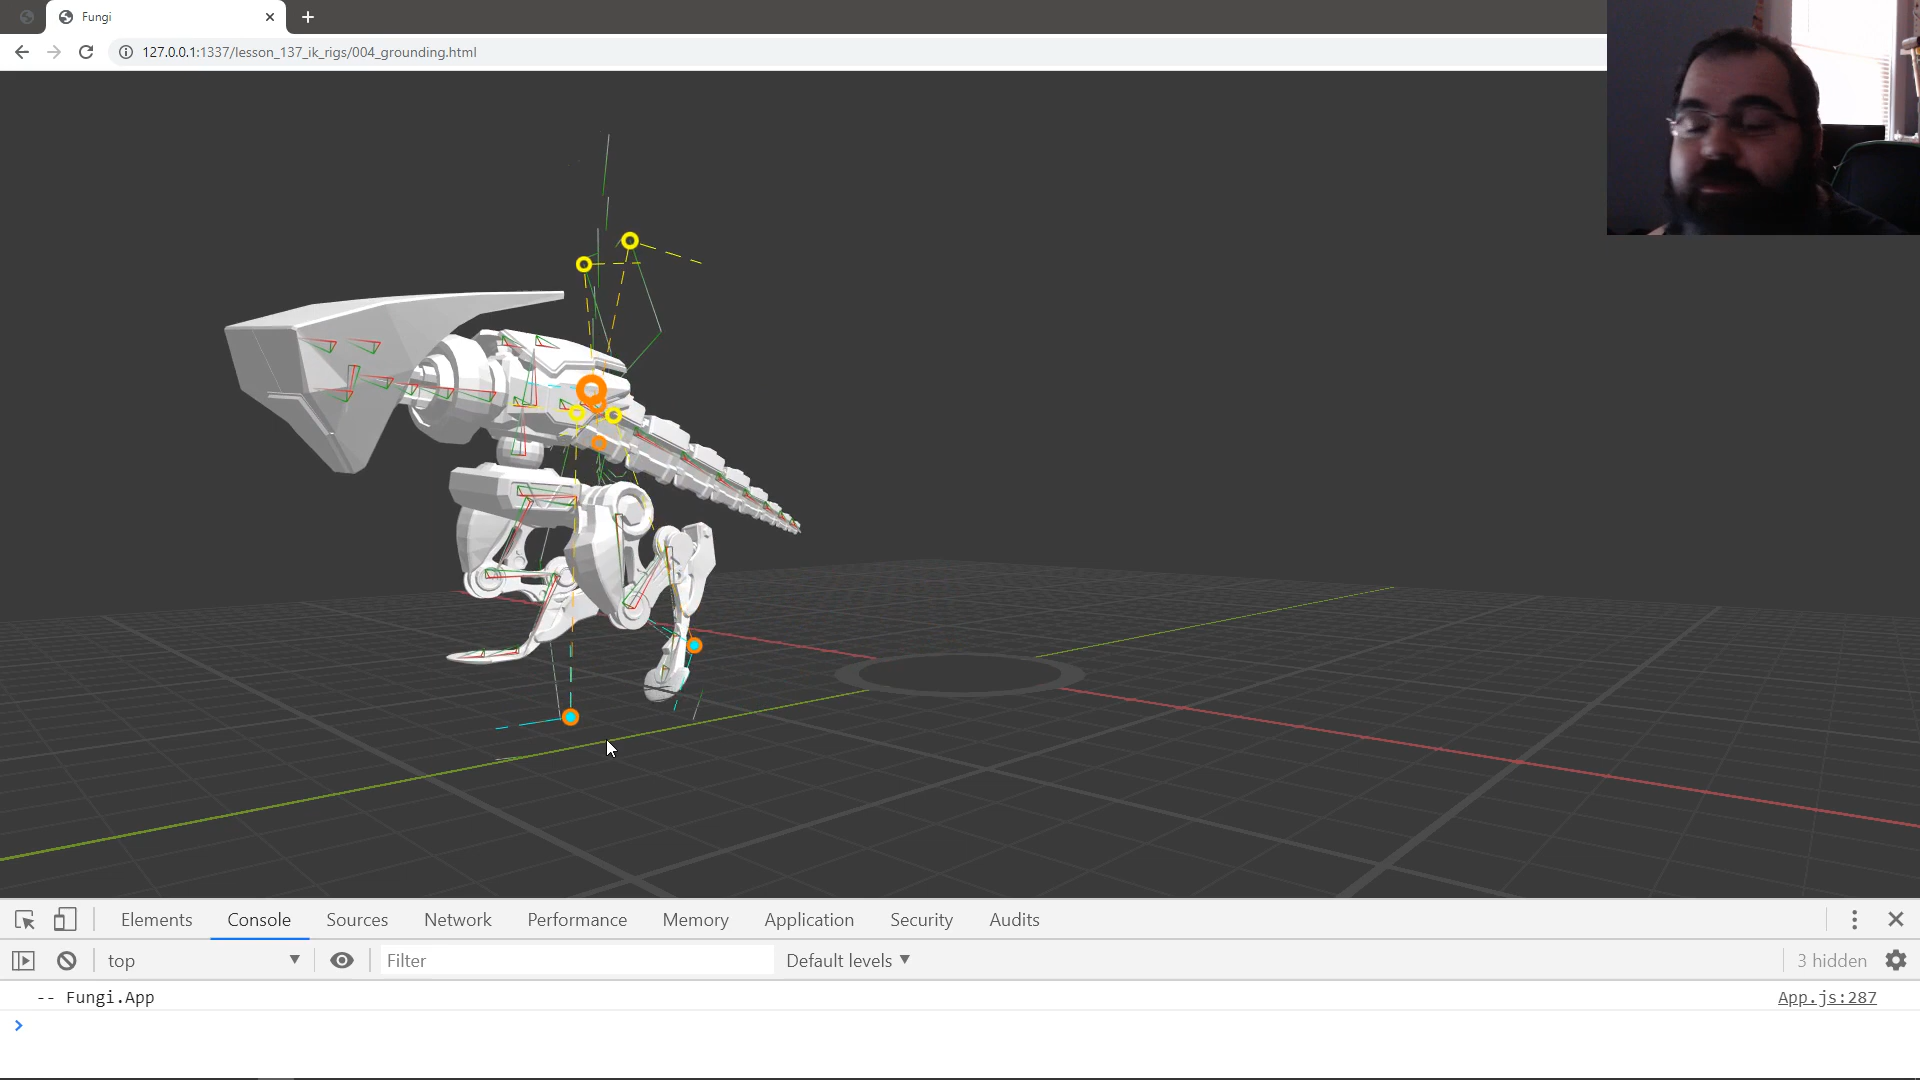 Fungi
127.0.0.1:1337/lesson_137_ik_rigs/004_grounding.html
Elements Console Sources Network Performance Memory Application Security Audits
top Filter Default levels 3 hidden
-- Fungi.App App.js:287